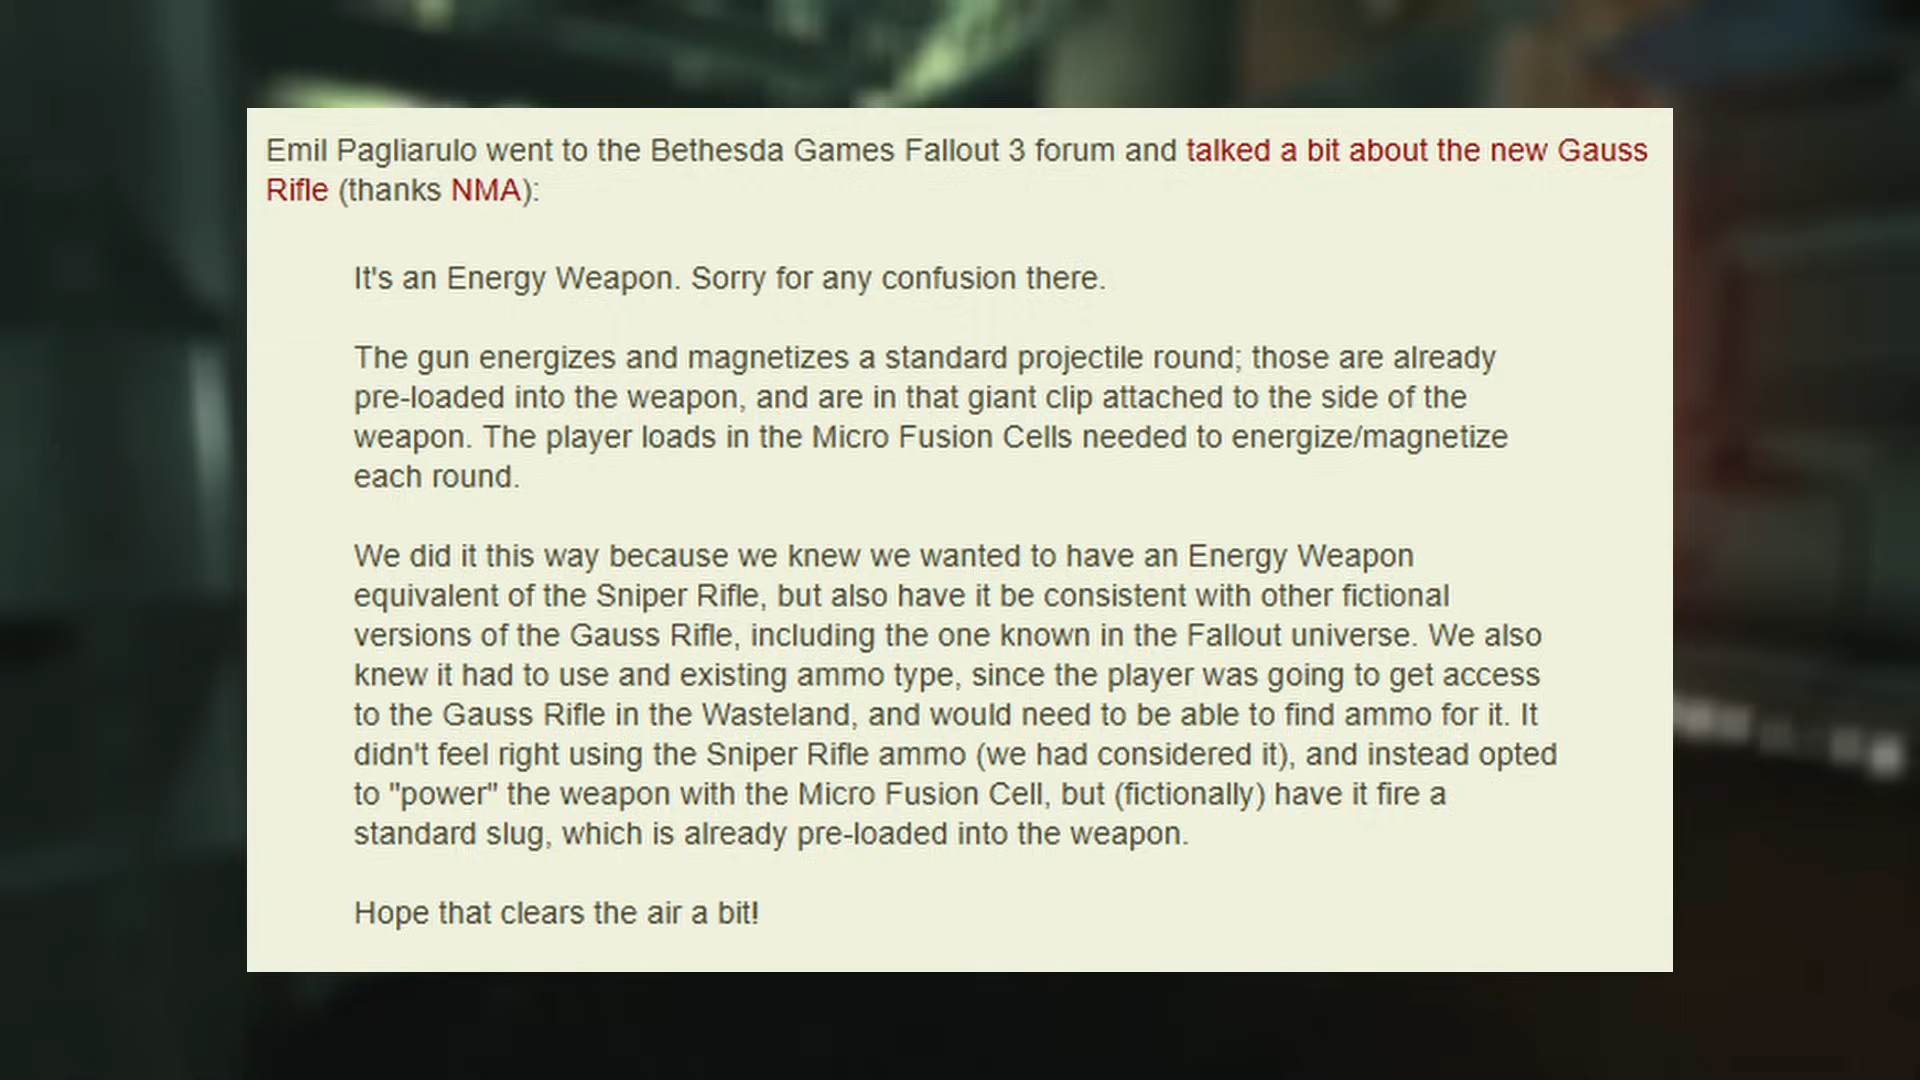 Emil Pagliarulo went to the Bethesda Games Fallout 3 forum and talked a bit about the new Gauss
Rifle (thanks NMA):
It's an Energy Weapon. Sorry for any confusion there.
The gun energizes and magnetizes a standard projectile round; those are already
pre-loaded into the weapon, and are in that giant clip attached to the side of the
weapon. The player loads in the Micro Fusion Cells needed to energize/magnetize
each round.
We did it this way because we knew we wanted to have an Energy Weapon
equivalent of the Sniper Rifle, but also have it be consistent with other fictional
versions of the Gauss Rifle, including the one known in the Fallout universe. We also
knew it had to use and existing ammo type, since the player was going to get access
to the Gauss Rifle in the Wasteland, and would need to be able to find ammo for it. It
didn't feel right using the Sniper Rifle ammo (we had considered it), and instead opted
to "power" the weapon with the Micro Fusion Cell, but (fictionally) have it fire a
standard slug, which is already pre-loaded into the weapon.
Hope that clears the air a bit!